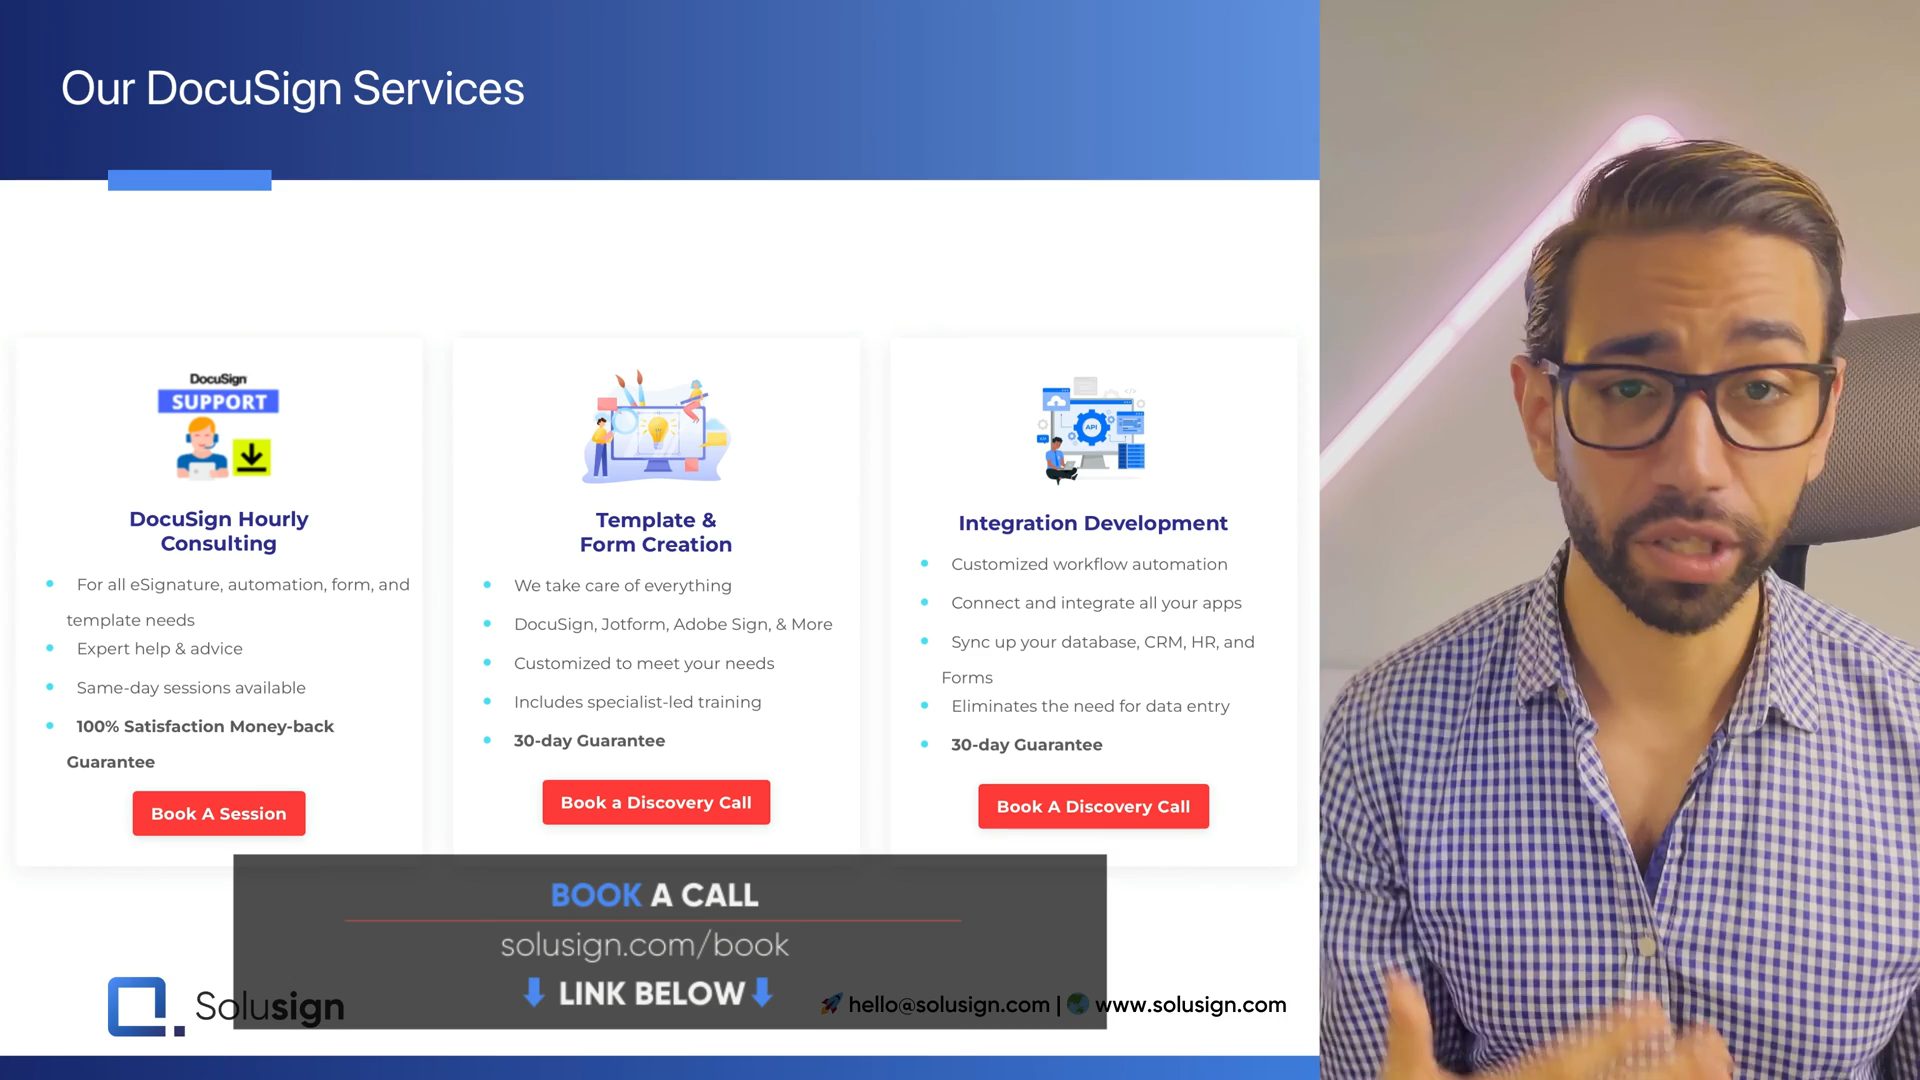 Our DocuSign Services
DocuSign
SUPPORT
DocuSign Hourly
Consulting
For all eSignature, automation, form, and
template needs
Expert help & advice
Same-day sessions available
100% Satisfaction Money-back
Guarantee
Book A Session
Template &
Form Creation
We take care of everything
DocuSign, Jotform, Adobe Sign, & More
Customized to meet your needs
Includes specialist-led training
30-day Guarantee
Book a Discovery Call
API
Integration Development
Customized workflow automation
Connect and integrate all your apps
Sync up your database, CRM, HR, and
Forms
Eliminates the need for data entry
30-day Guarantee
Book A Discovery Call
BOOK A CALL
solusign.com/book
LINK BELOW
Solusign
hello@solusign.com | www.solusign.com